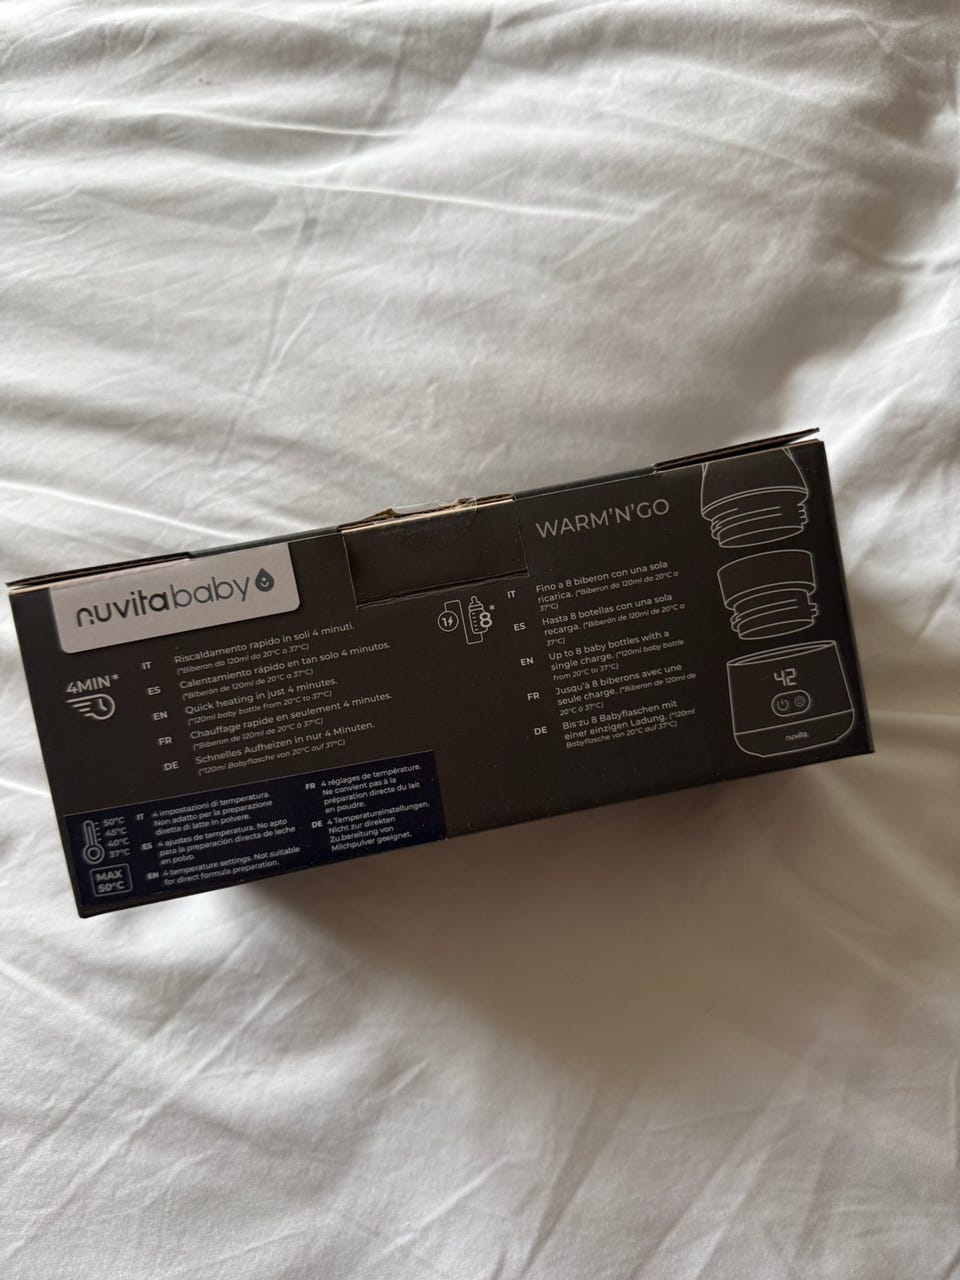 nuvitababy
4MIN*
IT
Riscaldamento rapido in soli 4 minuti.
(*Biberon da 120ml da 20°C a 37°C)
ES
Calentamiento rápido en tan solo 4 minutos.
(*Biberón de 120ml de 20°C a 37°C)
EN
Quick heating in just 4 minutes.
(*120ml baby bottle from 20°C to 37°C)
FR
Chauffage rapide en seulement 4 minutes.
(*Biberon de 120ml de 20°C à 37°C)
DE
Schnelles Aufheizen in nur 4 Minuten.
(*120ml Babyflasche von 20°C auf 37°C)
50°C
45°C
40°C
37°C
MAX
50°C
IT
4 impostazioni di temperatura.
Non adatto per la preparazione
diretta di latte in polvere.
ES
4 ajustes de temperatura. No apto
para la preparación directa de leche
en polvo.
EN
4 temperature settings. Not suitable
for direct formula preparation.
FR
4 réglages de température.
Ne convient pas à la
préparation directe du lait
en poudre.
DE
4 Temperatureinstellungen.
Nicht zur direkten
Zubereitung von
Milchpulver geeignet.
WARM'N'GO
1
8*
IT
Fino a 8 biberon con una sola
ricarica. (*Biberon da 120ml da 20°C a
37°C)
ES
Hasta 8 botellas con una sola
recarga. (*Biberón de 120ml de 20°C a
37°C)
EN
Up to 8 baby bottles with a
single charge. (*120ml baby bottle
from 20°C to 37°C)
FR
Jusqu'à 8 biberons avec une
seule charge. (*Biberon de 120ml de
20°C à 37°C)
DE
Bis zu 8 Babyflaschen mit
einer einzigen Ladung. (*120ml
Babyflasche von 20°C auf 37°C)
42
nuvita